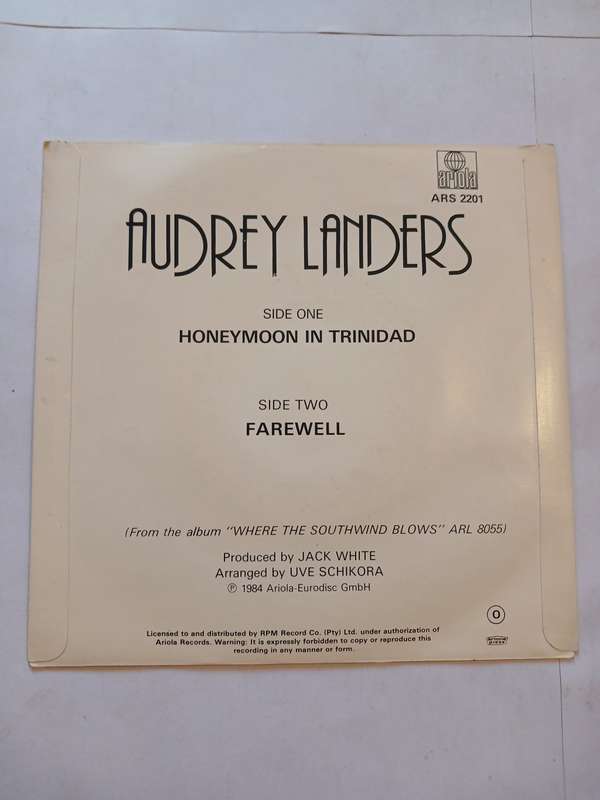 ariola
ARS 2201
AUDREY LANDERS
SIDE ONE
HONEYMOON IN TRINIDAD
SIDE TWO
FAREWELL
(From the album "WHERE THE SOUTHWIND BLOWS" ARL 8055)
Produced by JACK WHITE
Arranged by UVE SCHIKORA
℗ 1984 Ariola-Eurodisc GmbH
O
Licensed to and distributed by RPM Record Co. (Pty) Ltd. under authorization of
Ariola Records. Warning: It is expressly forbidden to copy or reproduce this
recording in any manner or form.